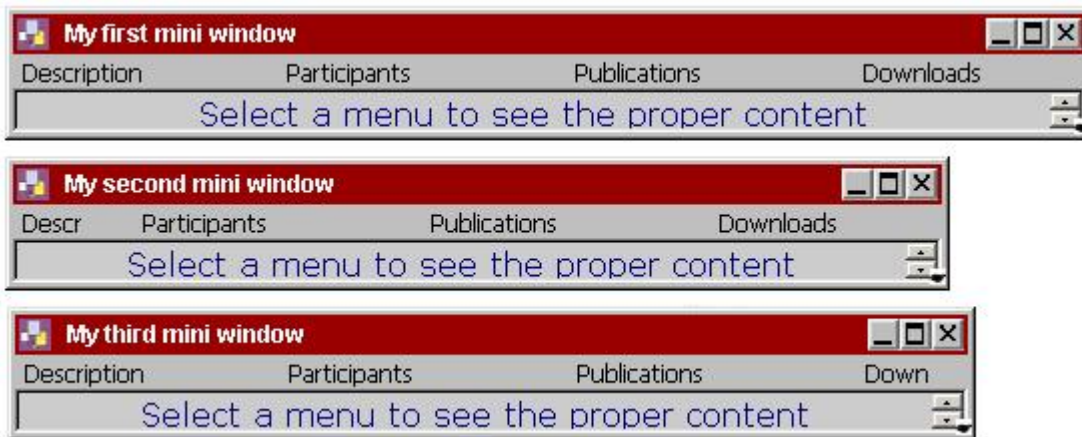 My first mini window
Description Participants Publications Downloads
Select a menu to see the proper content
My second mini window
Descr Participants Publications Downloads
Select a menu to see the proper content
My third mini window
Description Participants Publications Down
Select a menu to see the proper content